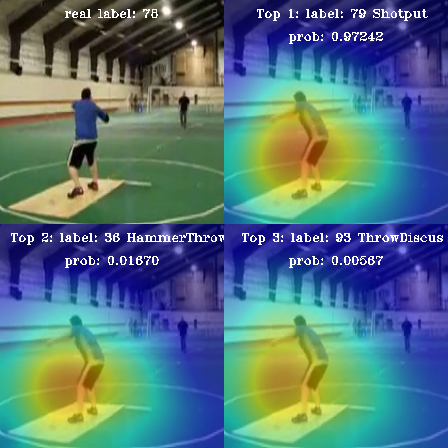 real label: 78
Top 1: label: 79 Shotput
prob: 0.97242
Top 2: label: 36 HammerThrow
prob: 0.01670
Top 3: label: 93 ThrowDiscus
prob: 0.00567